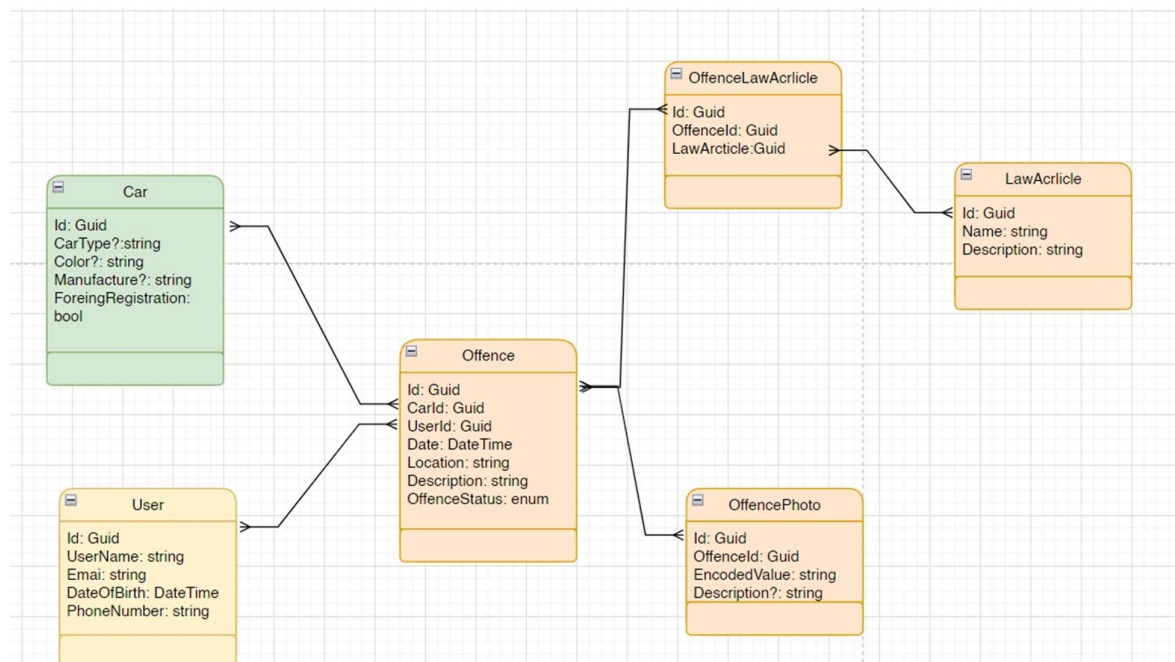 OffenceLawAcrlicle
Id: Guid
OffenceId: Guid
LawArcticle:Guid
LawAcrlicle
Id: Guid
Name: string
Description: string
Car
Id: Guid
CarType?:string
Color?: string
Manufacture?: string
ForeingRegistration:
bool
Offence
Id: Guid
CarId: Guid
UserId: Guid
Date: DateTime
Location: string
Description: string
OffenceStatus: enum
User
Id: Guid
UserName: string
Emai: string
DateOfBirth: DateTime
PhoneNumber: string
OffencePhoto
Id: Guid
OffenceId: Guid
EncodedValue: string
Description?: string